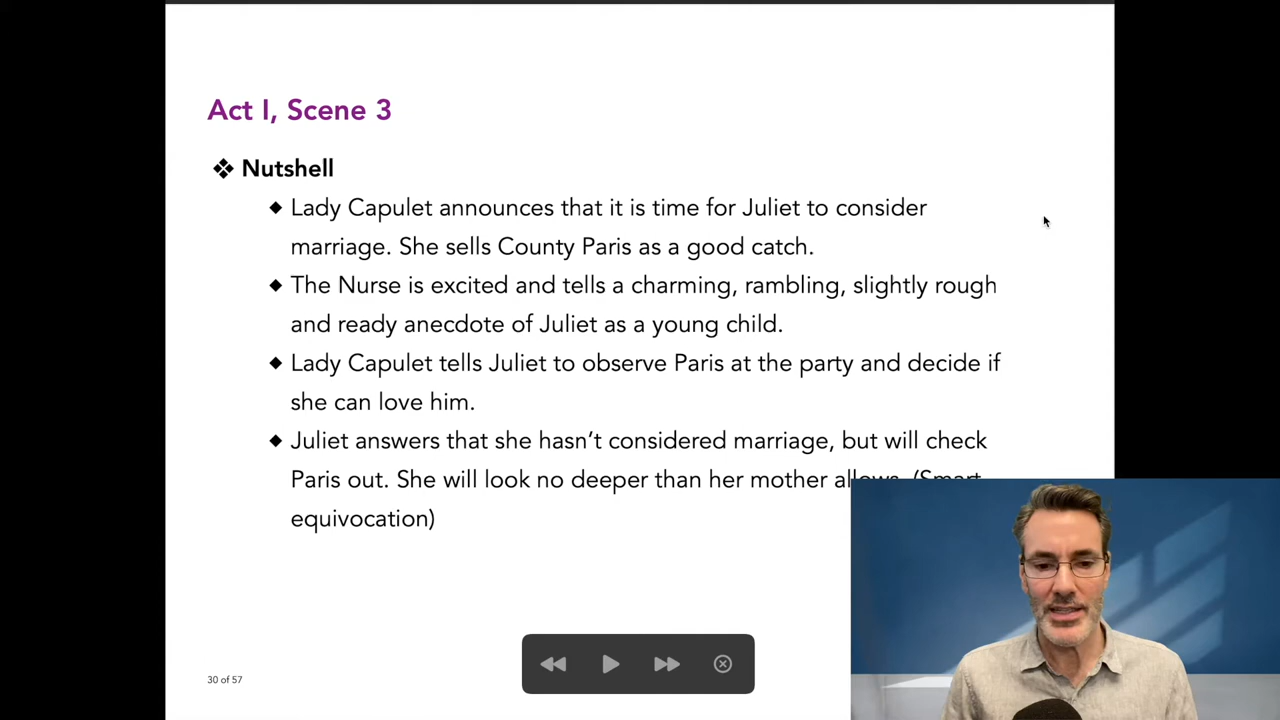 Act I, Scene 3
❖ Nutshell
◆ Lady Capulet announces that it is time for Juliet to consider
marriage. She sells County Paris as a good catch.
◆ The Nurse is excited and tells a charming, rambling, slightly rough
and ready anecdote of Juliet as a young child.
◆ Lady Capulet tells Juliet to observe Paris at the party and decide if
she can love him.
◆ Juliet answers that she hasn’t considered marriage, but will check
Paris out. She will look no deeper than her mother allows. (Smart
equivocation)
30 of 57